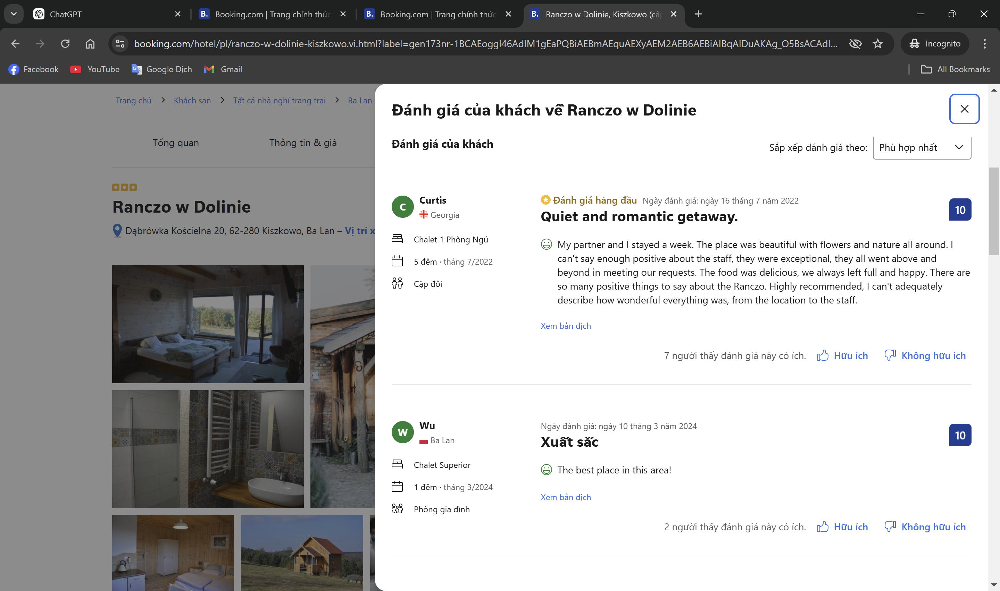 ChatGPT
Booking.com | Trang chính thức
Booking.com | Trang chính thức
Ranczo w Dolinie, Kiszkowo (cập
booking.com/hotel/pl/ranczo-w-dolinie-kiszkowo.vi.html?label=gen173nr-1BCAEoggI46AdIM1gEaPQBiAEBmAEquAEXyAEM2AEB6AEBiAIBqAIDuAKAg_O5BsACAdI...
Incognito
Facebook
YouTube
Google Dịch
Gmail
All Bookmarks
Trang chủ > Khách sạn > Tất cả nhà nghỉ trang trại > Ba Lan
Tổng quan
Thông tin & giá
Ranczo w Dolinie
Dąbrówka Kościelna 20, 62-280 Kiszkowo, Ba Lan – Vị trí x
Đánh giá của khách về Ranczo w Dolinie
Đánh giá của khách
Sắp xếp đánh giá theo: Phù hợp nhất
C
Curtis
Georgia
Chalet 1 Phòng Ngủ
5 đêm · tháng 7/2022
Cặp đôi
Đánh giá hàng đầu Ngày đánh giá: ngày 16 tháng 7 năm 2022
Quiet and romantic getaway.
10
My partner and I stayed a week. The place was beautiful with flowers and nature all around. I
can't say enough positive about the staff, they were exceptional, they all went above and
beyond in meeting our requests. The food was delicious, we always left full and happy. There are
so many positive things to say about the Ranczo. Highly recommended, I can't adequately
describe how wonderful everything was, from the location to the staff.
Xem bản dịch
7 người thấy đánh giá này có ích. Hữu ích Không hữu ích
W
Wu
Ba Lan
Chalet Superior
1 đêm · tháng 3/2024
Phòng gia đình
Ngày đánh giá: ngày 10 tháng 3 năm 2024
Xuất sắc
10
The best place in this area!
Xem bản dịch
2 người thấy đánh giá này có ích. Hữu ích Không hữu ích